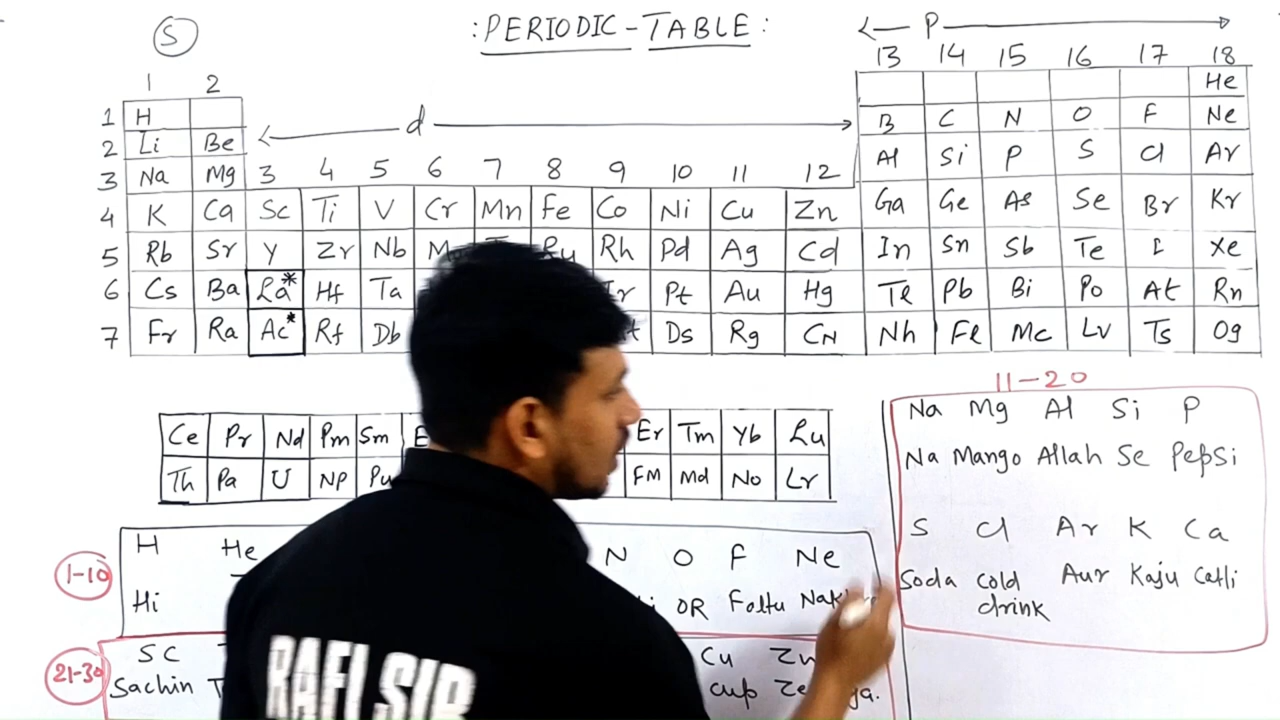 S :PERIODIC-TABLE: P
13 14 15 16 17 18
1 2 He
1 H d B C N O F Ne
2 Li Be Al Si P S Cl Ar
3 Na Mg 3 4 5 6 7 8 9 10 11 12
4 K Ca Sc Ti V Cr Mn Fe Co Ni Cu Zn Ga Ge As Se Br Kr
5 Rb Sr Y Zr Nb Ru Rh Pd Ag Cd In Sn Sb Te I Xe
6 Cs Ba La* Hf Ta Ir Pt Au Hg Tl Pb Bi Po At Rn
7 Fr Ra Ac* Rf Db Ds Rg CN Nh Fl Mc Lv Ts Og
11-20
Ce Pr Nd Pm Sm Er Tm Yb Lu
Th Pa U NP Pu FM Md No Lr
Na Mg Al Si P
Na Mango Allah Se PepSi
S Cl Ar K Ca
Soda cold drink Aur Kaju Catli
1-10
H He N O F Ne
Hi OR Faltu
21-30
SC Cu Zn
Sachin cup
RAFI SIR